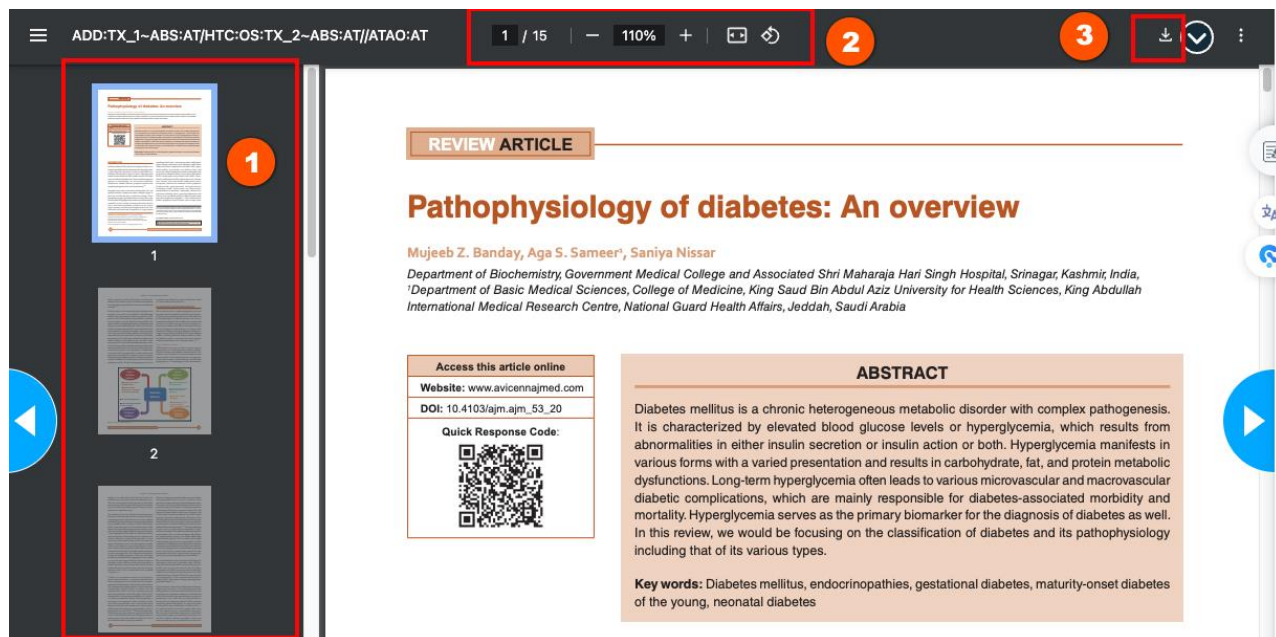 ADD:TX_1~ABS:AT/HTC:OS:TX_2~ABS:AT//ATAO:AT
1 / 15
110%
2
3
1
1
2
REVIEW ARTICLE
Pathophysiology of diabetes: An overview
Mujeeb Z. Banday, Aga S. Sameer¹, Saniya Nissar
Department of Biochemistry, Government Medical College and Associated Shri Maharaja Hari Singh Hospital, Srinagar, Kashmir, India,
¹Department of Basic Medical Sciences, College of Medicine, King Saud Bin Abdul Aziz University for Health Sciences, King Abdullah
International Medical Research Centre, National Guard Health Affairs, Jeddah, Saudi Arabia
Access this article online
Website: www.avicennajmed.com
DOI: 10.4103/ajm.ajm_53_20
Quick Response Code:
ABSTRACT
Diabetes mellitus is a chronic heterogeneous metabolic disorder with complex pathogenesis.
It is characterized by elevated blood glucose levels or hyperglycemia, which results from
abnormalities in either insulin secretion or insulin action or both. Hyperglycemia manifests in
various forms with a varied presentation and results in carbohydrate, fat, and protein metabolic
dysfunctions. Long-term hyperglycemia often leads to various microvascular and macrovascular
diabetic complications, which are mainly responsible for diabetes-associated morbidity and
mortality. Hyperglycemia serves as the primary biomarker for the diagnosis of diabetes as well.
In this review, we would be focusing on the classification of diabetes and its pathophysiology
including that of its various types.
Key words: Diabetes mellitus, endocrinopathies, gestational diabetes, maturity-onset diabetes
of the young, neonatal diabetes